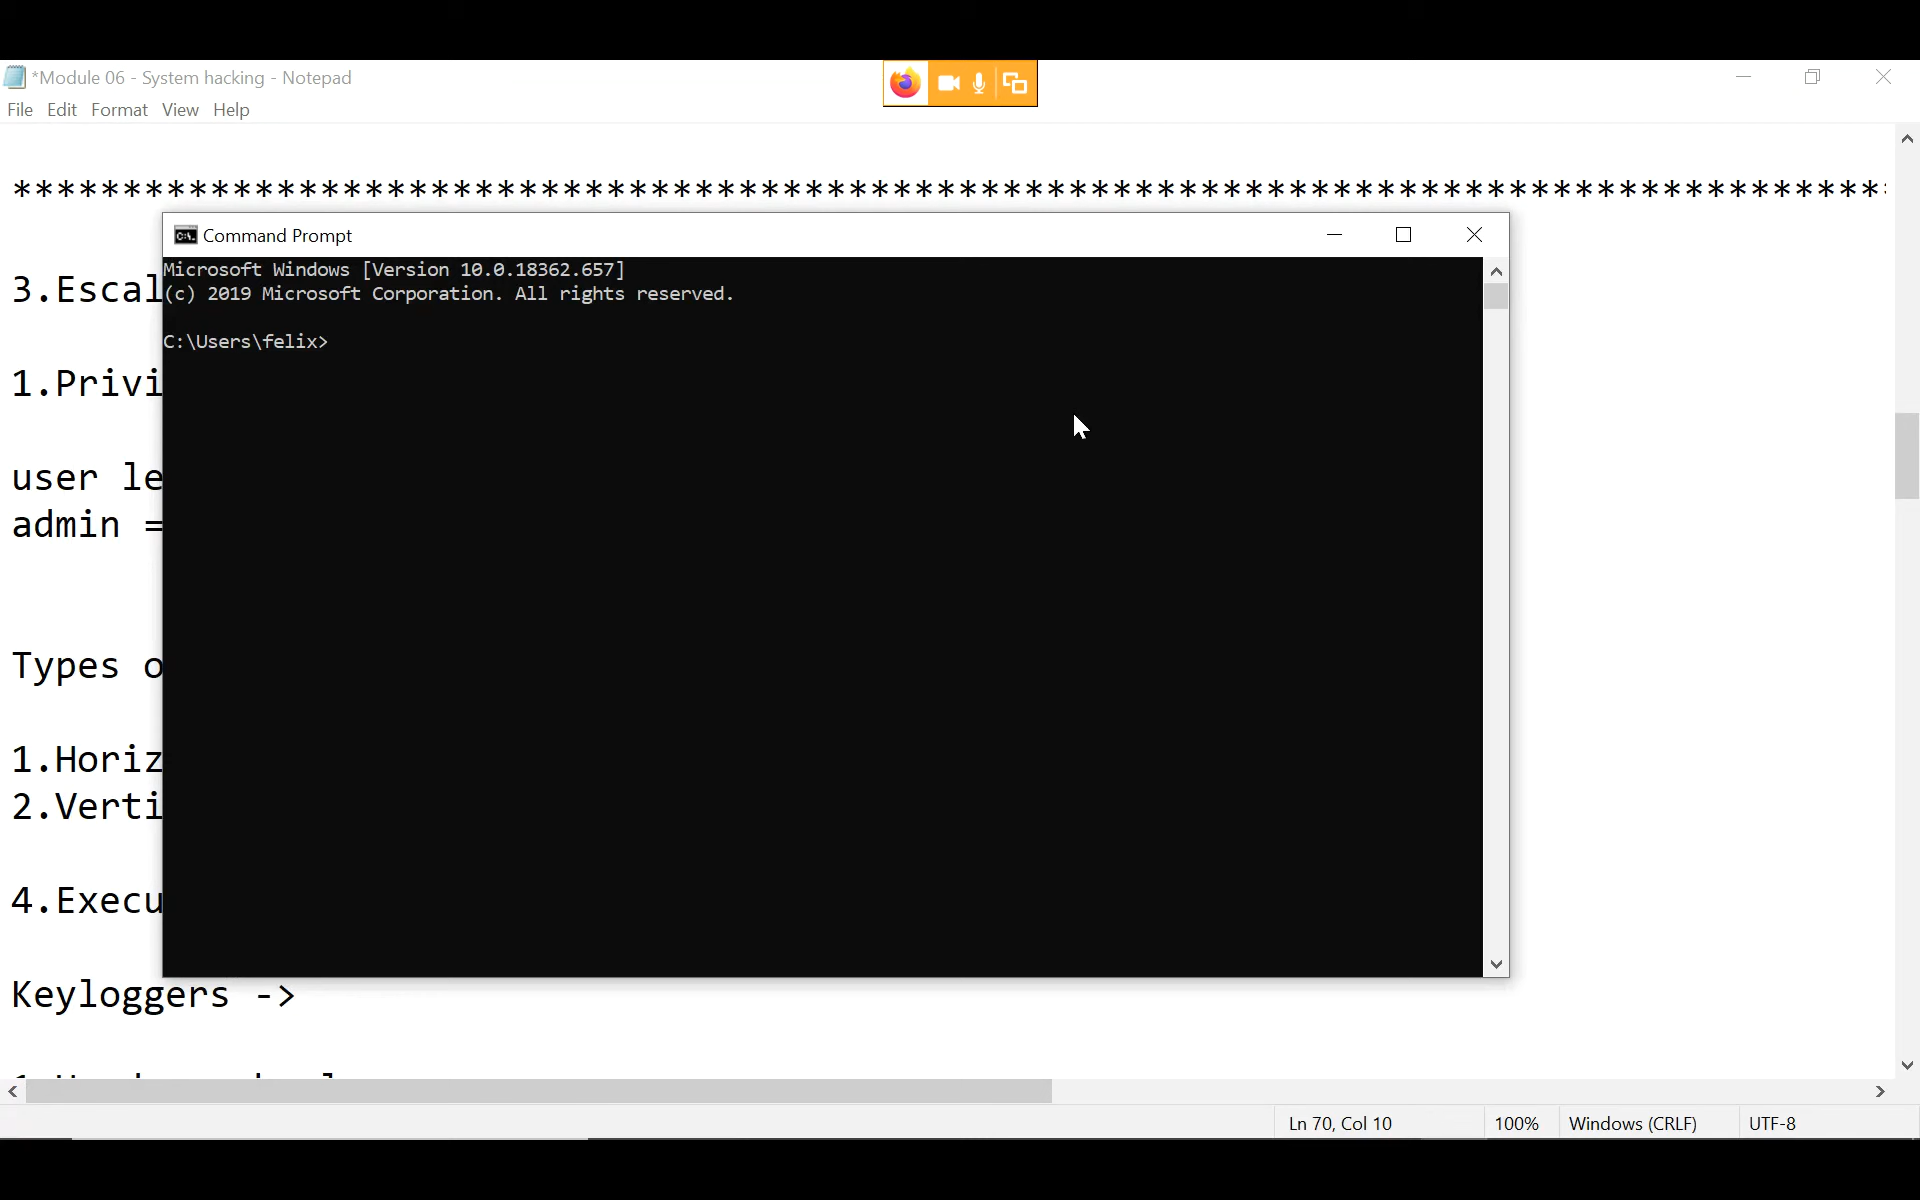 *Module 06 - System hacking - Notepad
File Edit Format View Help
**************************************************************************************
Command Prompt
Microsoft Windows [Version 10.0.18362.657]
(c) 2019 Microsoft Corporation. All rights reserved.
C:\Users\felix>
3.Escal
1.Privi
user le
admin =
Types o
1.Horiz
2.Verti
4.Execu
Keyloggers ->
Ln 70, Col 10 100% Windows (CRLF) UTF-8